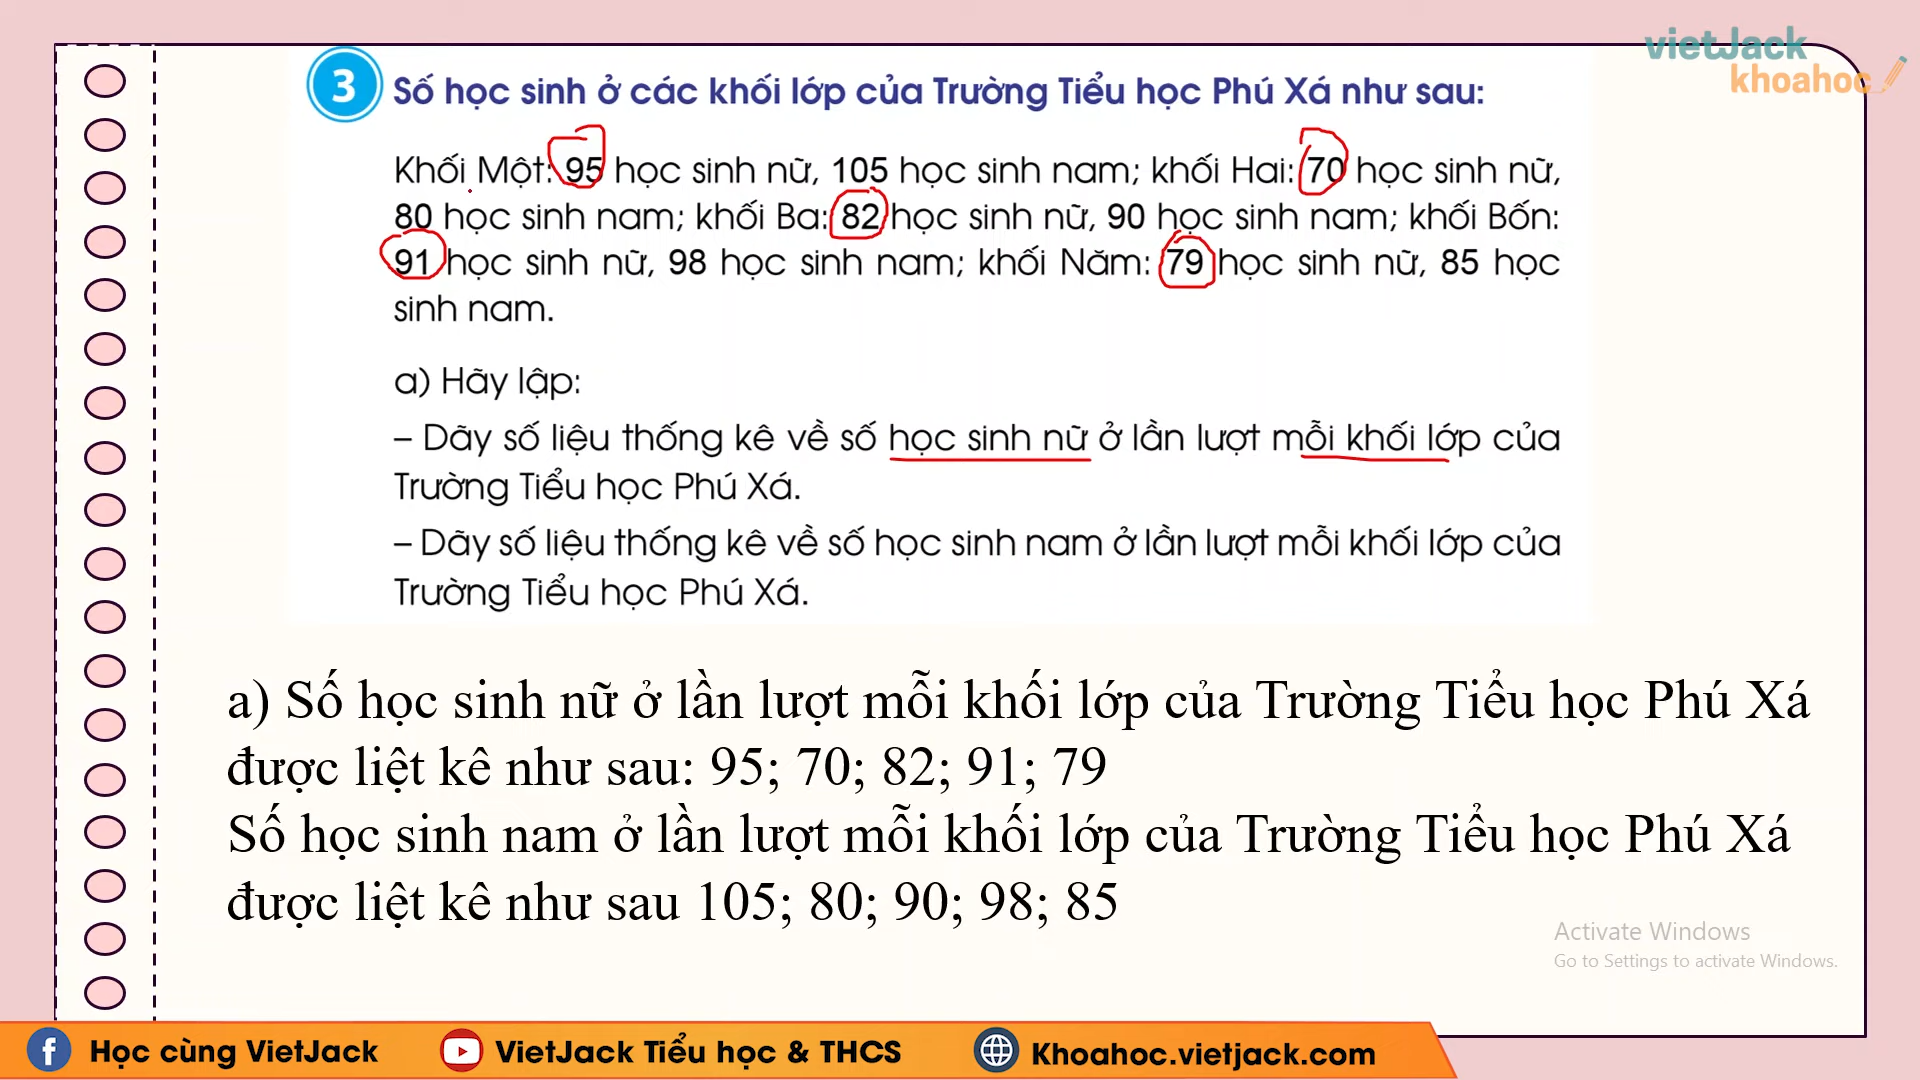 vietJack
khoahoc
3 Số học sinh ở các khối lớp của Trường Tiểu học Phú Xá như sau:
Khối Một: 95 học sinh nữ, 105 học sinh nam; khối Hai: 70 học sinh nữ,
80 học sinh nam; khối Ba: 82 học sinh nữ, 90 học sinh nam; khối Bốn:
91 học sinh nữ, 98 học sinh nam; khối Năm: 79 học sinh nữ, 85 học
sinh nam.
a) Hãy lập:
– Dãy số liệu thống kê về số học sinh nữ ở lần lượt mỗi khối lớp của
Trường Tiểu học Phú Xá.
– Dãy số liệu thống kê về số học sinh nam ở lần lượt mỗi khối lớp của
Trường Tiểu học Phú Xá.
a) Số học sinh nữ ở lần lượt mỗi khối lớp của Trường Tiểu học Phú Xá
được liệt kê như sau: 95; 70; 82; 91; 79
Số học sinh nam ở lần lượt mỗi khối lớp của Trường Tiểu học Phú Xá
được liệt kê như sau 105; 80; 90; 98; 85
Activate Windows
Go to Settings to activate Windows.
Học cùng VietJack
VietJack Tiểu học & THCS
Khoahoc.vietjack.com